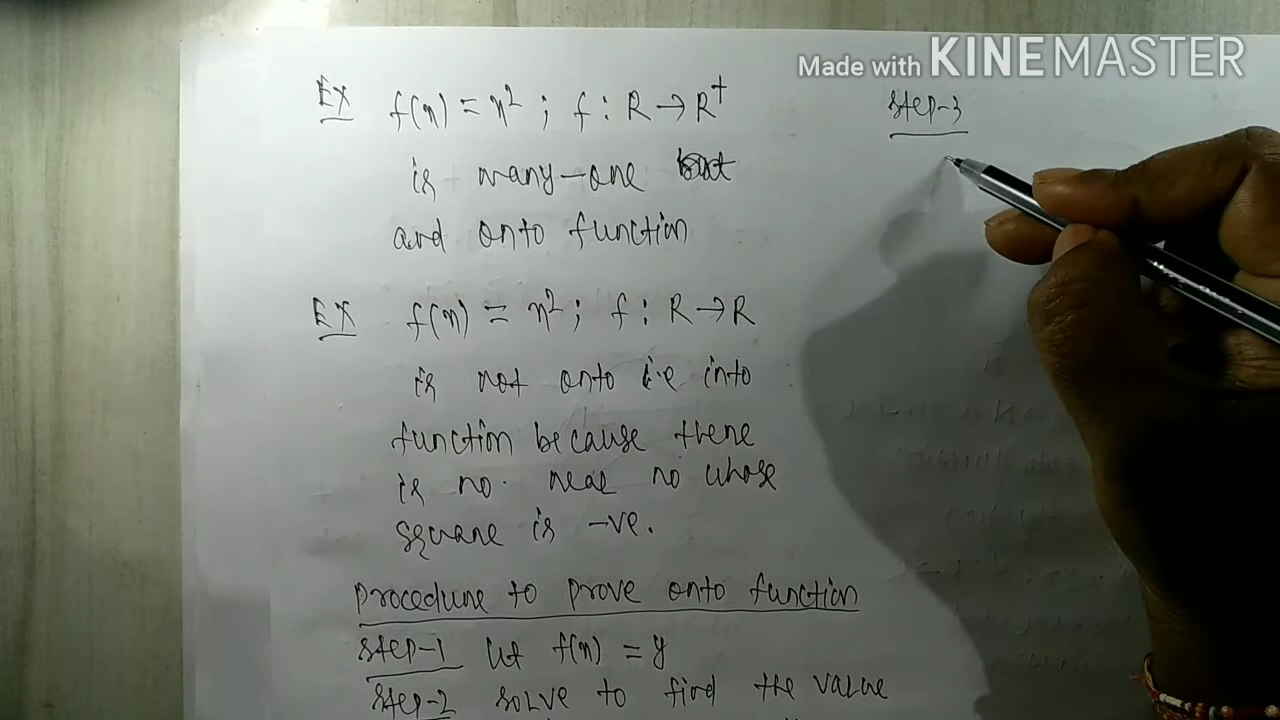 Made with KINEMASTER
Ex f(x) = x² ; f : R → R⁺
is many-one
and onto function
Ex f(x) = x² ; f : R → R
is not onto i.e into
function because there
is no. real no whose
square is -ve.
Procedure to prove onto function
Step-1 Let f(x) = y
Step-2 solve to find the value
Step-3